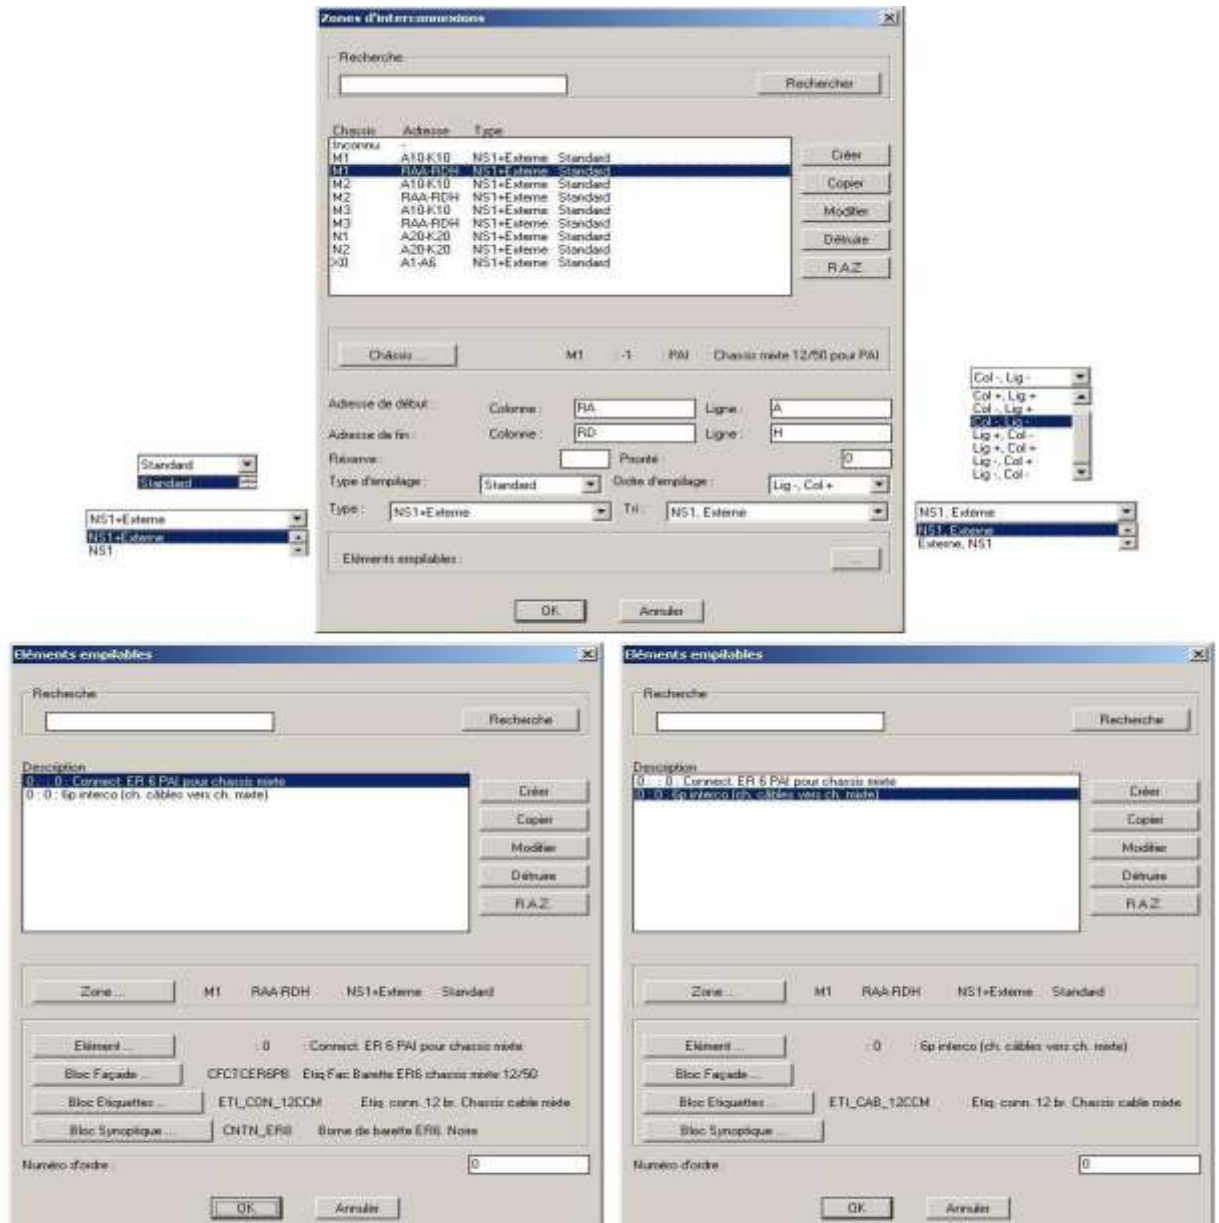 Zones d'interconnexions
Recherche
Rechercher
Chassis Adresse Type
Inconnu -
M1 A10-K10 NS1+Externe Standard
M1 RAA-RDH NS1+Externe Standard
M2 A10-K10 NS1+Externe Standard
M2 RAA-RDH NS1+Externe Standard
M3 A10-K10 NS1+Externe Standard
M3 RAA-RDH NS1+Externe Standard
N1 A20-K20 NS1+Externe Standard
N2 A20-K20 NS1+Externe Standard
A1-A6 NS1+Externe Standard
Créer
Copier
Modifier
Détruire
R.A.Z.
Châssis ... M1 : -1 : PAI : Chassis mixte 12/50 pour PAI
Adresse de début : Colonne : RA Ligne : A
Adresse de fin : Colonne : RD Ligne : H
Réserve : Priorité : 0
Type d'empilage : Standard Ordre d'empilage : Lig -, Col +
Type : NS1+Externe Tri : NS1, Externe
Eléments empilables :
...
OK Annuler
Standard
Standard
NS1+Externe
NS1+Externe
NS1
Col -, Lig -
Col +, Lig +
Col -, Lig +
Col -, Lig -
Lig +, Col -
Lig +, Col +
Lig -, Col +
Lig -, Col -
NS1, Externe
NS1, Externe
Externe, NS1
Eléments empilables
Recherche
Recherche
Description
0 : : 0 : Connect. ER 6 PAI pour chassis mixte
0 : 0 : 6p interco (ch. câbles vers ch. mixte)
Créer
Copier
Modifier
Détruire
R.A.Z.
Zone ... M1 RAA-RDH NS1+Externe Standard
Elément ... : 0 : Connect. ER 6 PAI pour chassis mixte
Bloc Façade ... CFCTCER6P8 Etiq Fac Barette ER6 chassis mixte 12/50
Bloc Etiquettes ... ETI_CON_12CCM Etiq. conn. 12 br. Chassis cable mixte
Bloc Synoptique ... CNTN_ER8 Borne de barette ER6. Noire
Numéro d'ordre : 0
OK Annuler
Eléments empilables
Recherche
Recherche
Description
0 : : 0 : Connect. ER 6 PAI pour chassis mixte
0 : 0 : 6p interco (ch. câbles vers ch. mixte)
Créer
Copier
Modifier
Détruire
R.A.Z.
Zone ... M1 RAA-RDH NS1+Externe Standard
Elément ... : 0 : 6p interco (ch. câbles vers ch. mixte)
Bloc Façade ...
Bloc Etiquettes ... ETI_CAB_12CCM Etiq. conn. 12 br. Chassis cable mixte
Bloc Synoptique ...
Numéro d'ordre : 0
OK Annuler